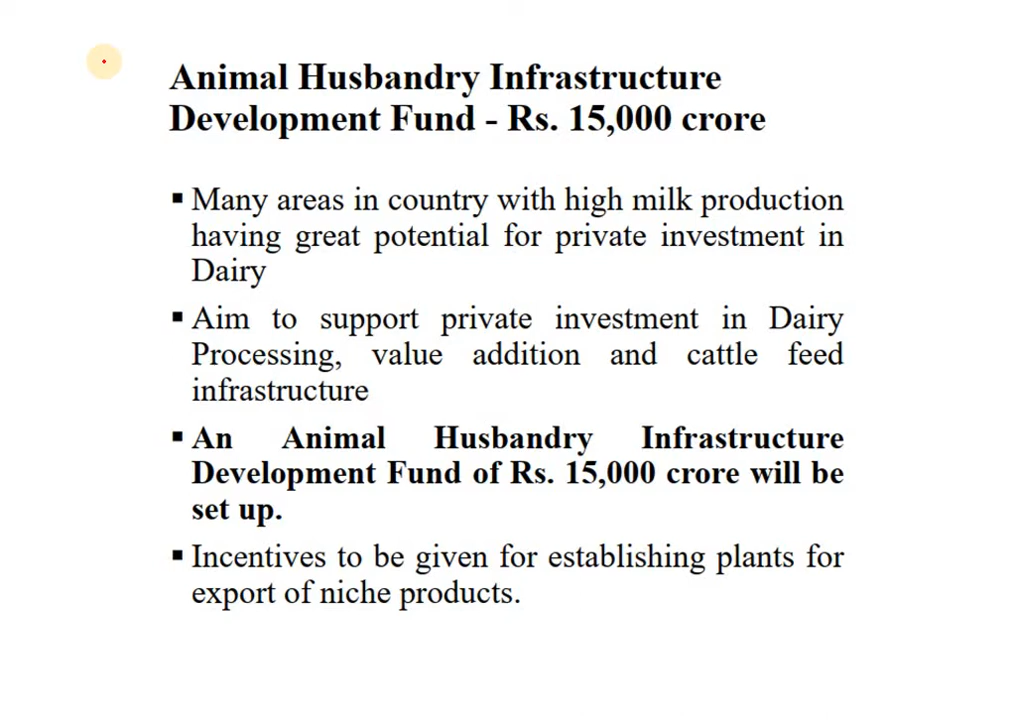 Animal Husbandry Infrastructure
Development Fund - Rs. 15,000 crore
▪ Many areas in country with high milk production
having great potential for private investment in
Dairy
▪ Aim to support private investment in Dairy
Processing, value addition and cattle feed
infrastructure
▪ An Animal Husbandry Infrastructure
Development Fund of Rs. 15,000 crore will be
set up.
▪ Incentives to be given for establishing plants for
export of niche products.